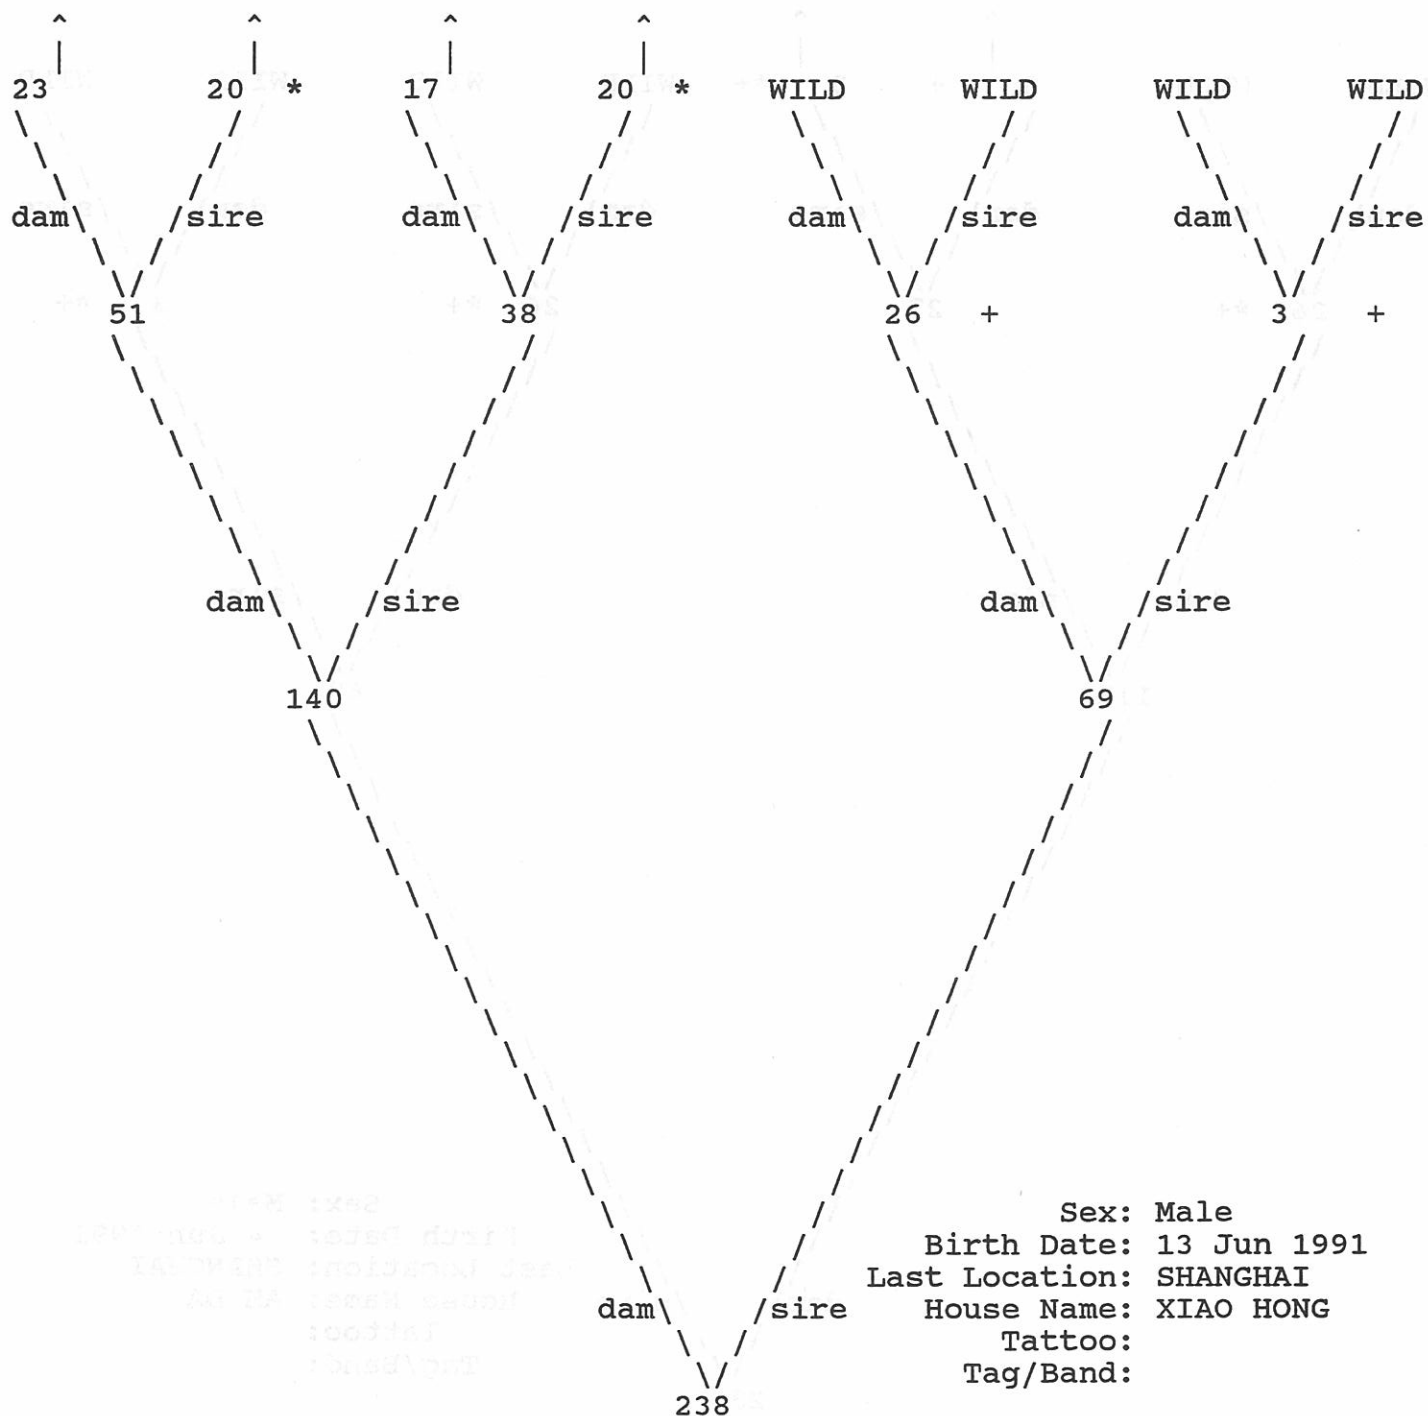 23 20 * 17 20 * WILD WILD WILD WILD
dam sire dam sire dam sire dam sire
51 38 26 + 3 +
dam sire dam sire
140 69
Sex: Male
Birth Date: 13 Jun 1991
Last Location: SHANGHAI
dam sire House Name: XIAO HONG
Tattoo:
Tag/Band:
238